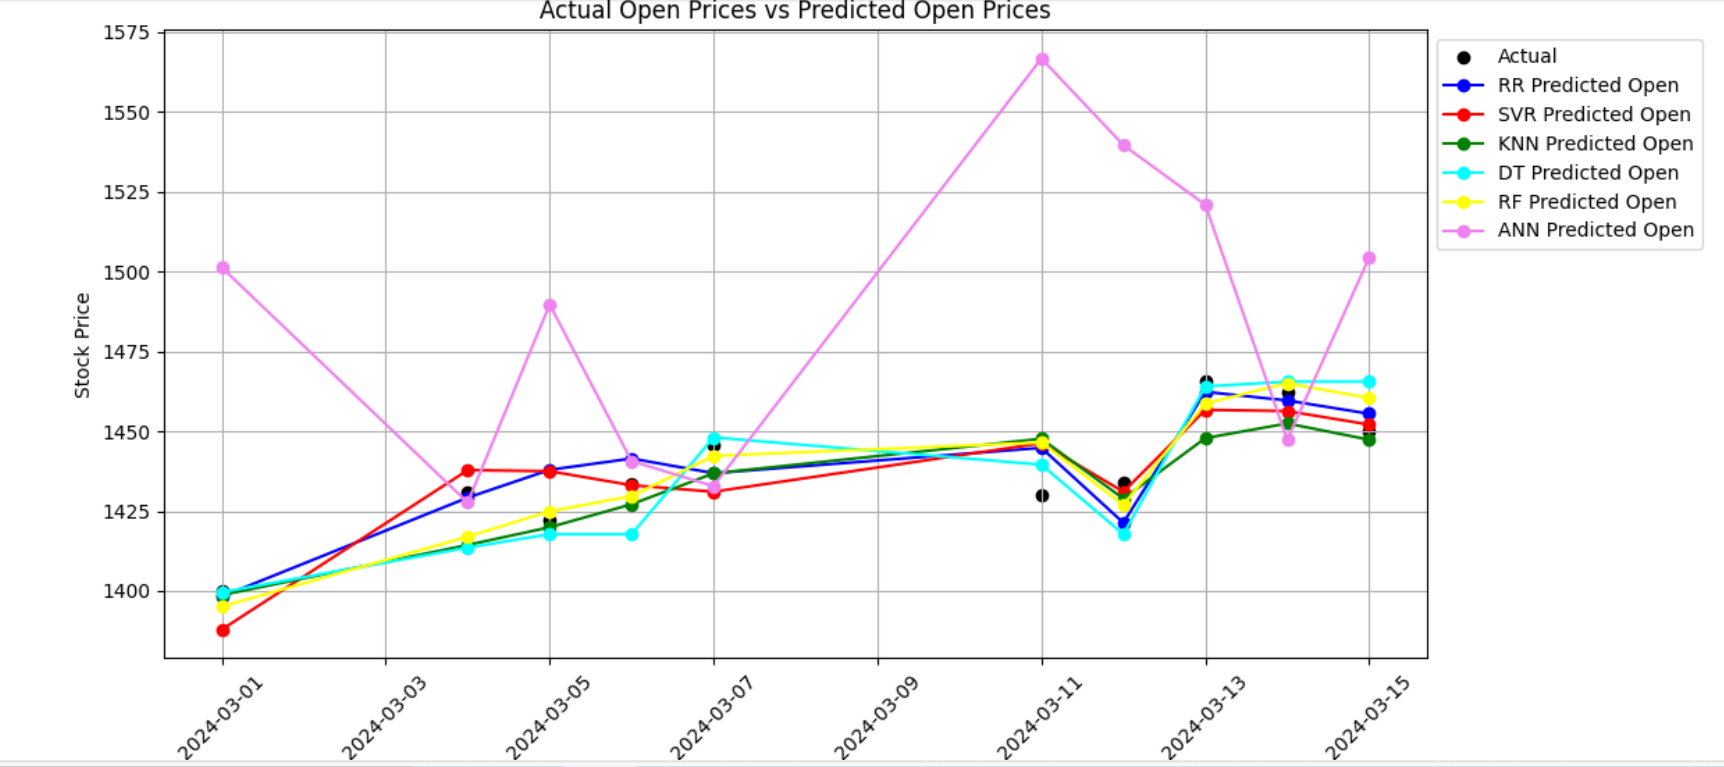 Actual Open Prices vs Predicted Open Prices
1575
1550
1525
1500
1475
1450
1425
1400
Stock Price
2024-03-01
2024-03-03
2024-03-05
2024-03-07
2024-03-09
2024-03-11
2024-03-13
2024-03-15
Actual
RR Predicted Open
SVR Predicted Open
KNN Predicted Open
DT Predicted Open
RF Predicted Open
ANN Predicted Open